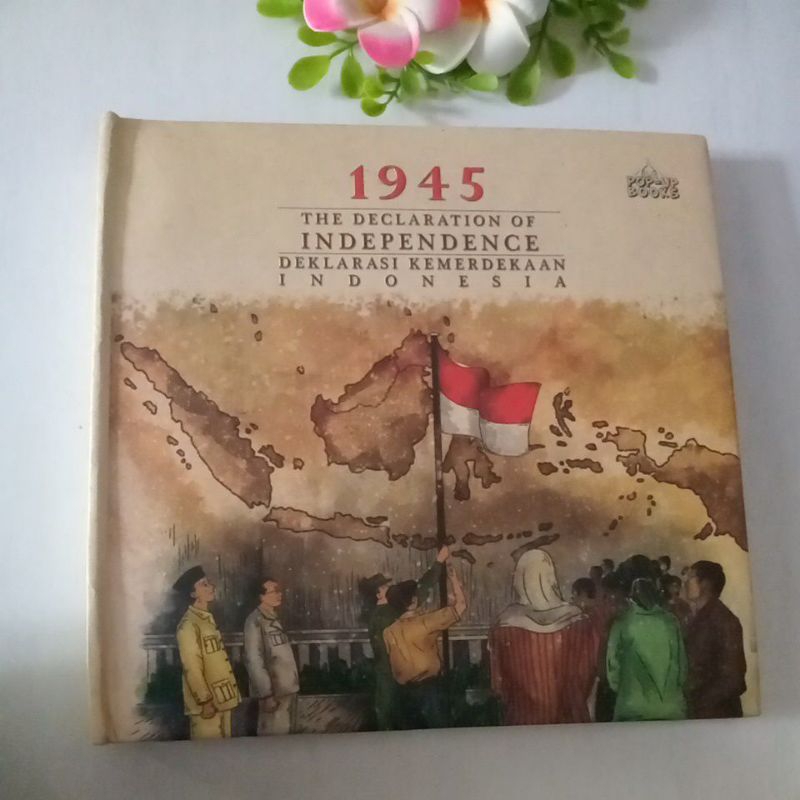 1945
THE DECLARATION OF
INDEPENDENCE
DEKLARASI KEMERDEKAAN
INDONESIA
POP-UP
BOOKS